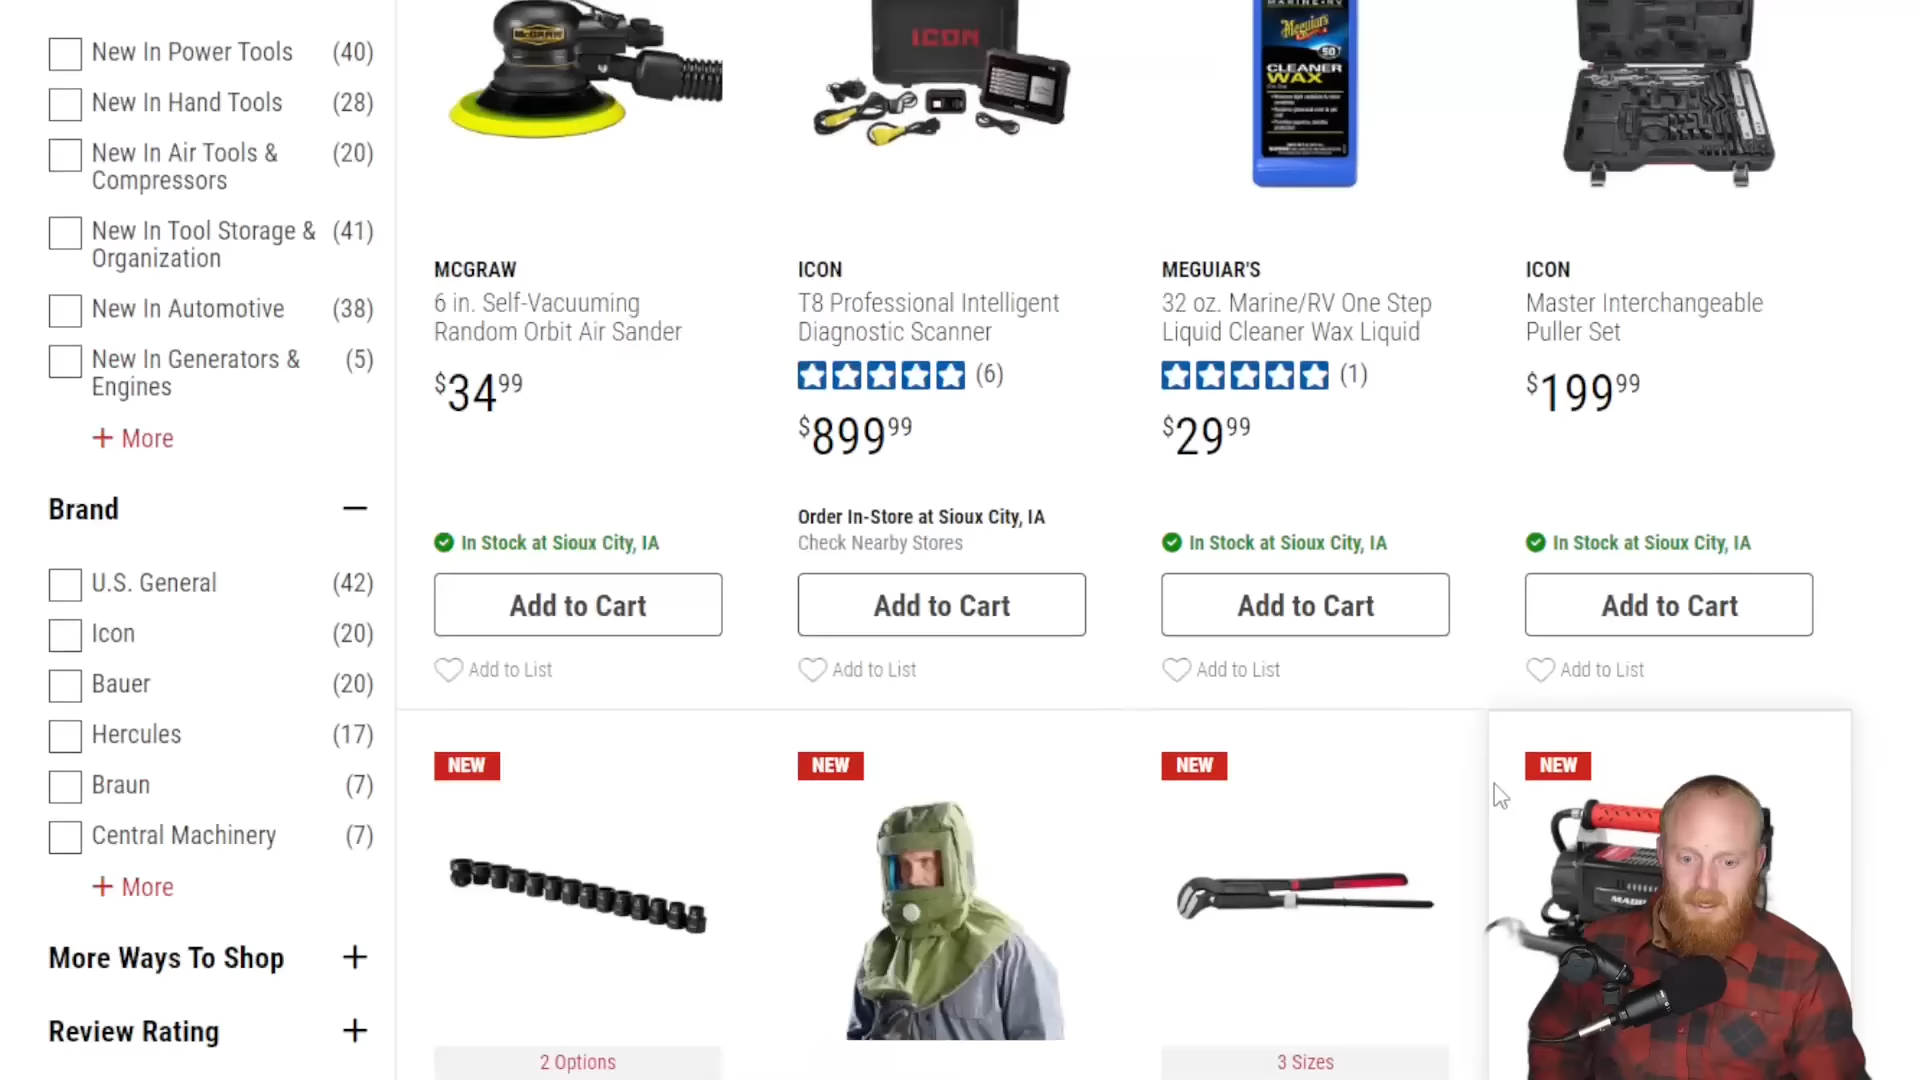 New In Power Tools (40)
New In Hand Tools (28)
New In Air Tools & (20)
Compressors
New In Tool Storage & (41)
Organization
New In Automotive (38)
New In Generators & (5)
Engines
+ More
Brand
U.S. General (42)
Icon (20)
Bauer (20)
Hercules (17)
Braun (7)
Central Machinery (7)
+ More
More Ways To Shop
Review Rating
McGRAW
ICON
MARINE-RV
Meguiar's
50
CLEANER
WAX
MCGRAW
6 in. Self-Vacuuming
Random Orbit Air Sander
$34 99
In Stock at Sioux City, IA
Add to Cart
Add to List
ICON
T8 Professional Intelligent
Diagnostic Scanner
(6)
$899 99
Order In-Store at Sioux City, IA
Check Nearby Stores
Add to Cart
Add to List
MEGUIAR'S
32 oz. Marine/RV One Step
Liquid Cleaner Wax Liquid
(1)
$29 99
In Stock at Sioux City, IA
Add to Cart
Add to List
ICON
Master Interchangeable
Puller Set
$199 99
In Stock at Sioux City, IA
Add to Cart
Add to List
NEW
2 Options
NEW
NEW
3 Sizes
NEW